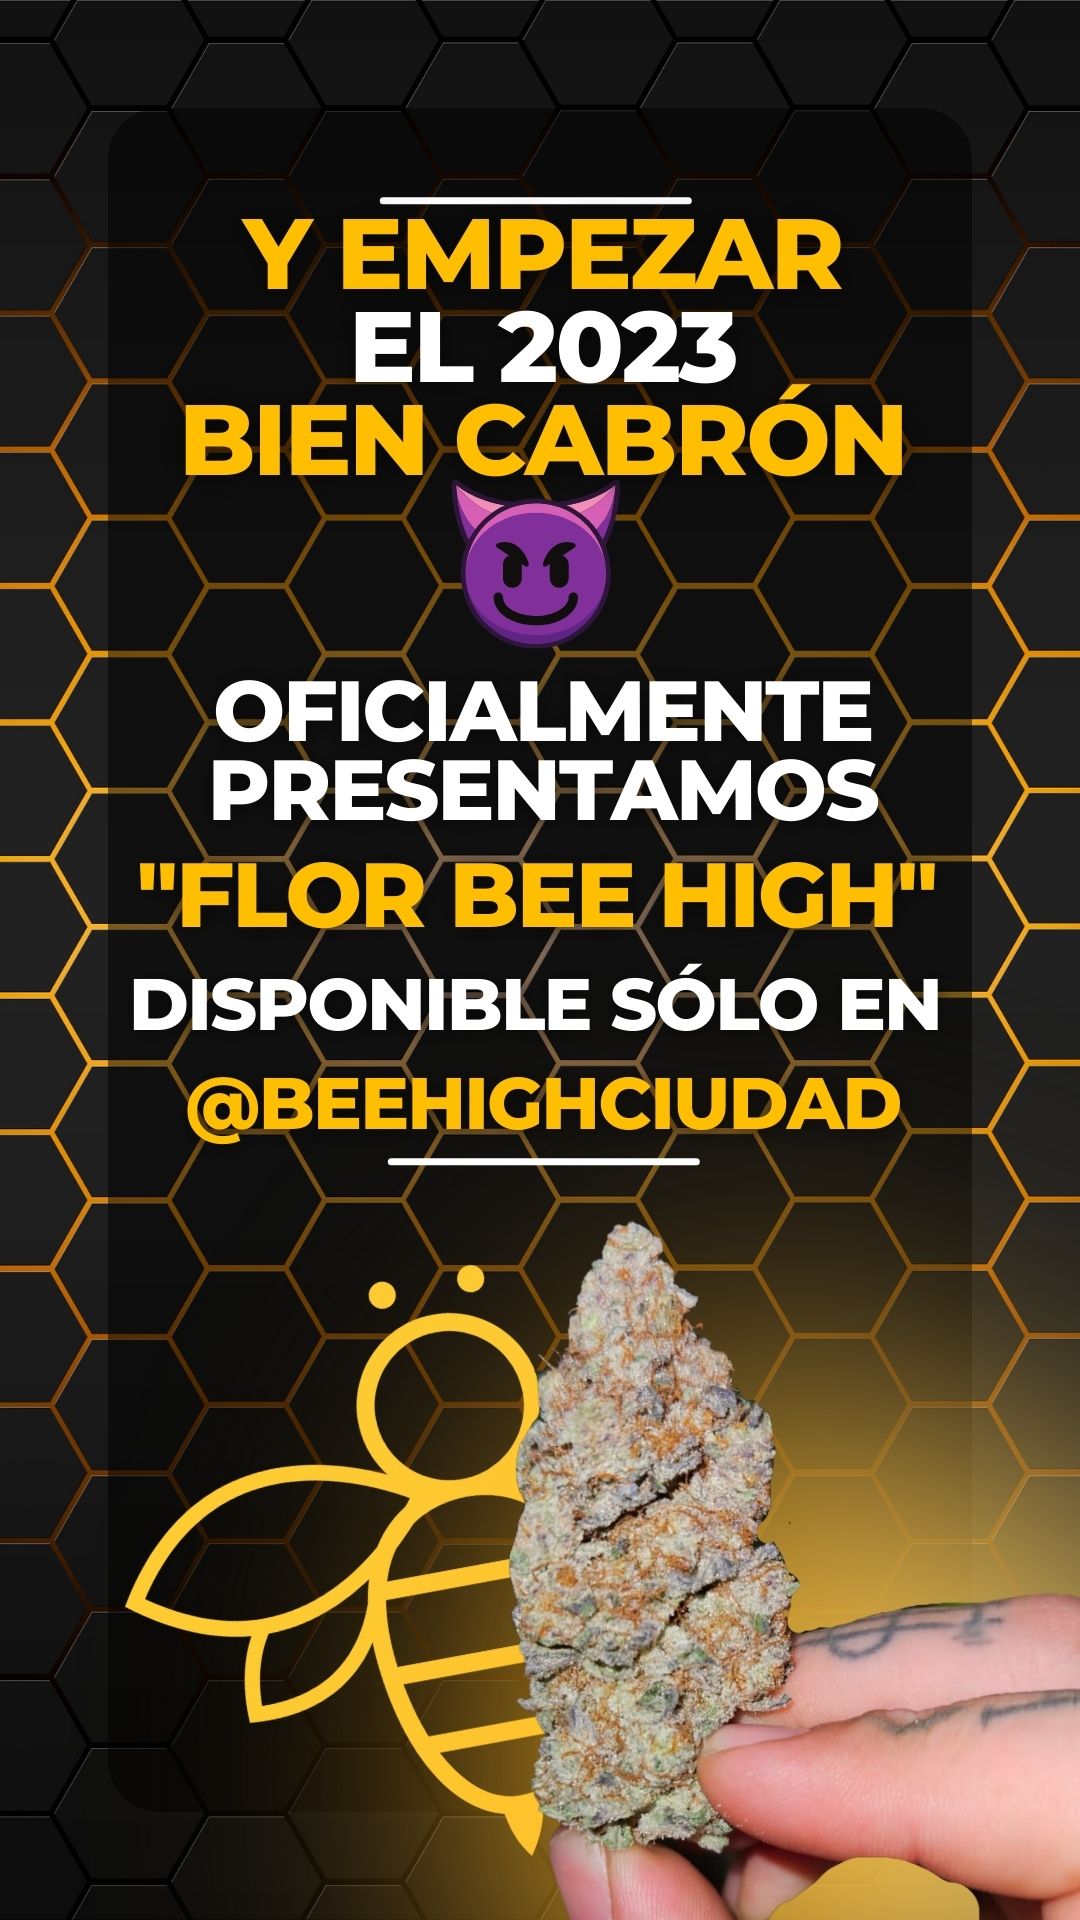 Y EMPEZAR
EL 2023
BIEN CABRÓN
OFICIALMENTE
PRESENTAMOS
"FLOR BEE HIGH"
DISPONIBLE SÓLO EN
@BEEHIGHCIUDAD